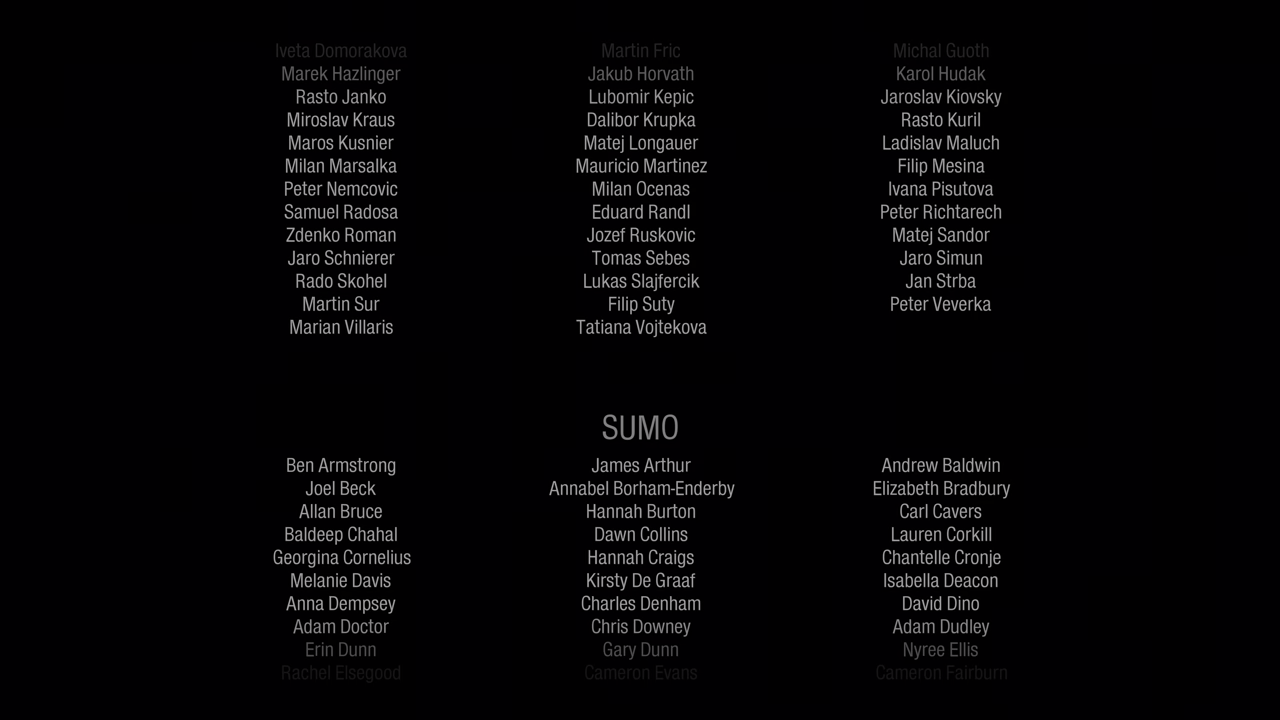 Iveta Domorakova Martin Fric Michal Guoth
Marek Hazlinger Jakub Horvath Karol Hudak
Rasto Janko Lubomir Kepic Jaroslav Kiovsky
Miroslav Kraus Dalibor Krupka Rasto Kuril
Maros Kusnier Matej Longauer Ladislav Maluch
Milan Marsalka Mauricio Martinez Filip Mesina
Peter Nemcovic Milan Ocenas Ivana Pisutova
Samuel Radosa Eduard Randl Peter Richtarech
Zdenko Roman Jozef Ruskovic Matej Sandor
Jaro Schnierer Tomas Sebes Jaro Simun
Rado Skohel Lukas Slajfercik Jan Strba
Martin Sur Filip Suty Peter Veverka
Marian Villaris Tatiana Vojtekova
SUMO
Ben Armstrong James Arthur Andrew Baldwin
Joel Beck Annabel Borham-Enderby Elizabeth Bradbury
Allan Bruce Hannah Burton Carl Cavers
Baldeep Chahal Dawn Collins Lauren Corkill
Georgina Cornelius Hannah Craigs Chantelle Cronje
Melanie Davis Kirsty De Graaf Isabella Deacon
Anna Dempsey Charles Denham David Dino
Adam Doctor Chris Downey Adam Dudley
Erin Dunn Gary Dunn Nyree Ellis
Rachel Elsegood Cameron Evans Cameron Fairburn